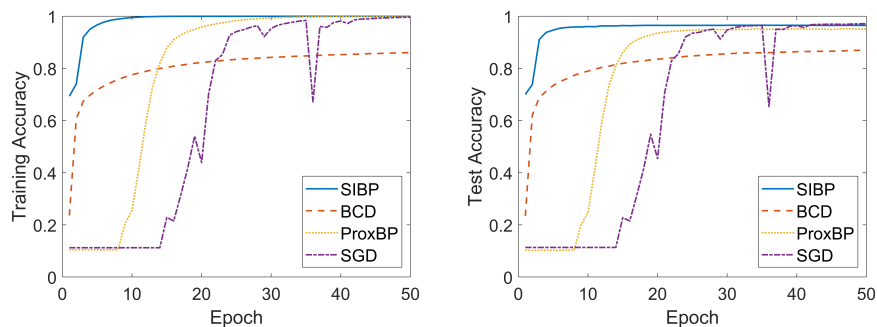 Training Accuracy
1
0.8
0.6
0.4
0.2
0
0 10 20 30 40 50
Epoch
SIBP
BCD
ProxBP
SGD
Test Accuracy
1
0.8
0.6
0.4
0.2
0
0 10 20 30 40 50
Epoch
SIBP
BCD
ProxBP
SGD